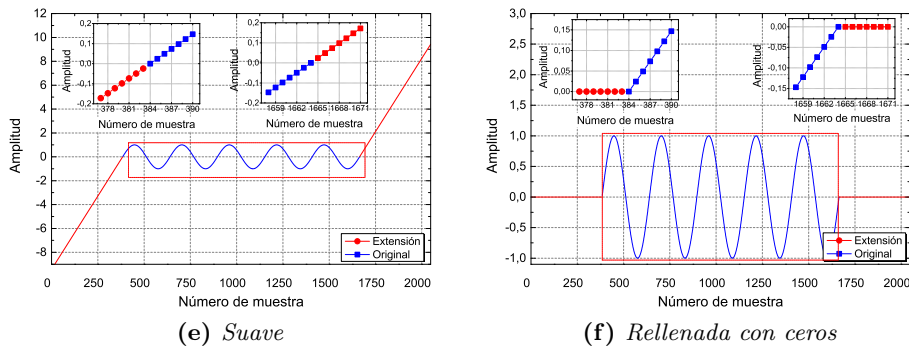 12
10
8
6
4
2
0
-2
-4
-6
-8
Amplitud
0 250 500 750 1000 1250 1500 1750 2000
Número de muestra
0,2
0,1
0,0
-0,1
-0,2
Amplitud
378 381 384 387 390
Número de muestra
0,2
0,1
0,0
-0,1
-0,2
Amplitud
1659 1662 1665 1668 1671
Número de muestra
Extensión
Original
(e) Suave
3,0
2,5
2,0
1,5
1,0
0,5
0,0
-0,5
-1,0
Amplitud
0 250 500 750 1000 1250 1500 1750 2000
Número de muestra
0,15
0,10
0,05
0,00
Amplitud
378 381 384 387 390
Número de muestra
0,00
-0,05
-0,10
-0,15
Amplitud
1659 1662 1665 1668 1671
Número de muestra
Extensión
Original
(f) Rellenada con ceros